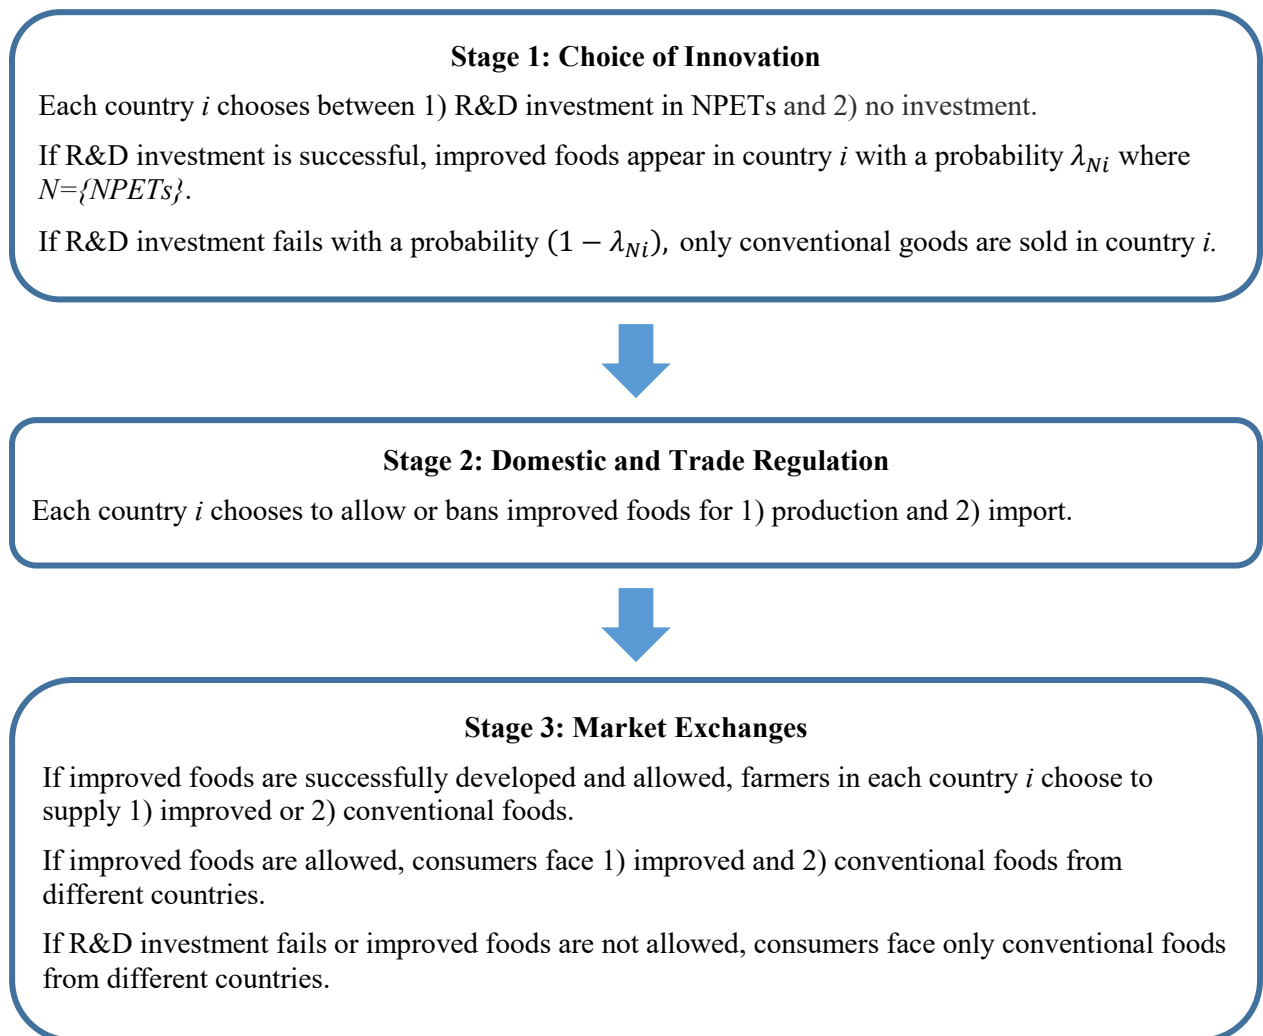 Stage 1: Choice of Innovation
Each country i chooses between 1) R&D investment in NPETs and 2) no investment.
If R&D investment is successful, improved foods appear in country i with a probability λ_{Ni} where
N={NPETs}.
If R&D investment fails with a probability (1 − λ_{Ni}), only conventional goods are sold in country i.
Stage 2: Domestic and Trade Regulation
Each country i chooses to allow or bans improved foods for 1) production and 2) import.
Stage 3: Market Exchanges
If improved foods are successfully developed and allowed, farmers in each country i choose to
supply 1) improved or 2) conventional foods.
If improved foods are allowed, consumers face 1) improved and 2) conventional foods from
different countries.
If R&D investment fails or improved foods are not allowed, consumers face only conventional foods
from different countries.